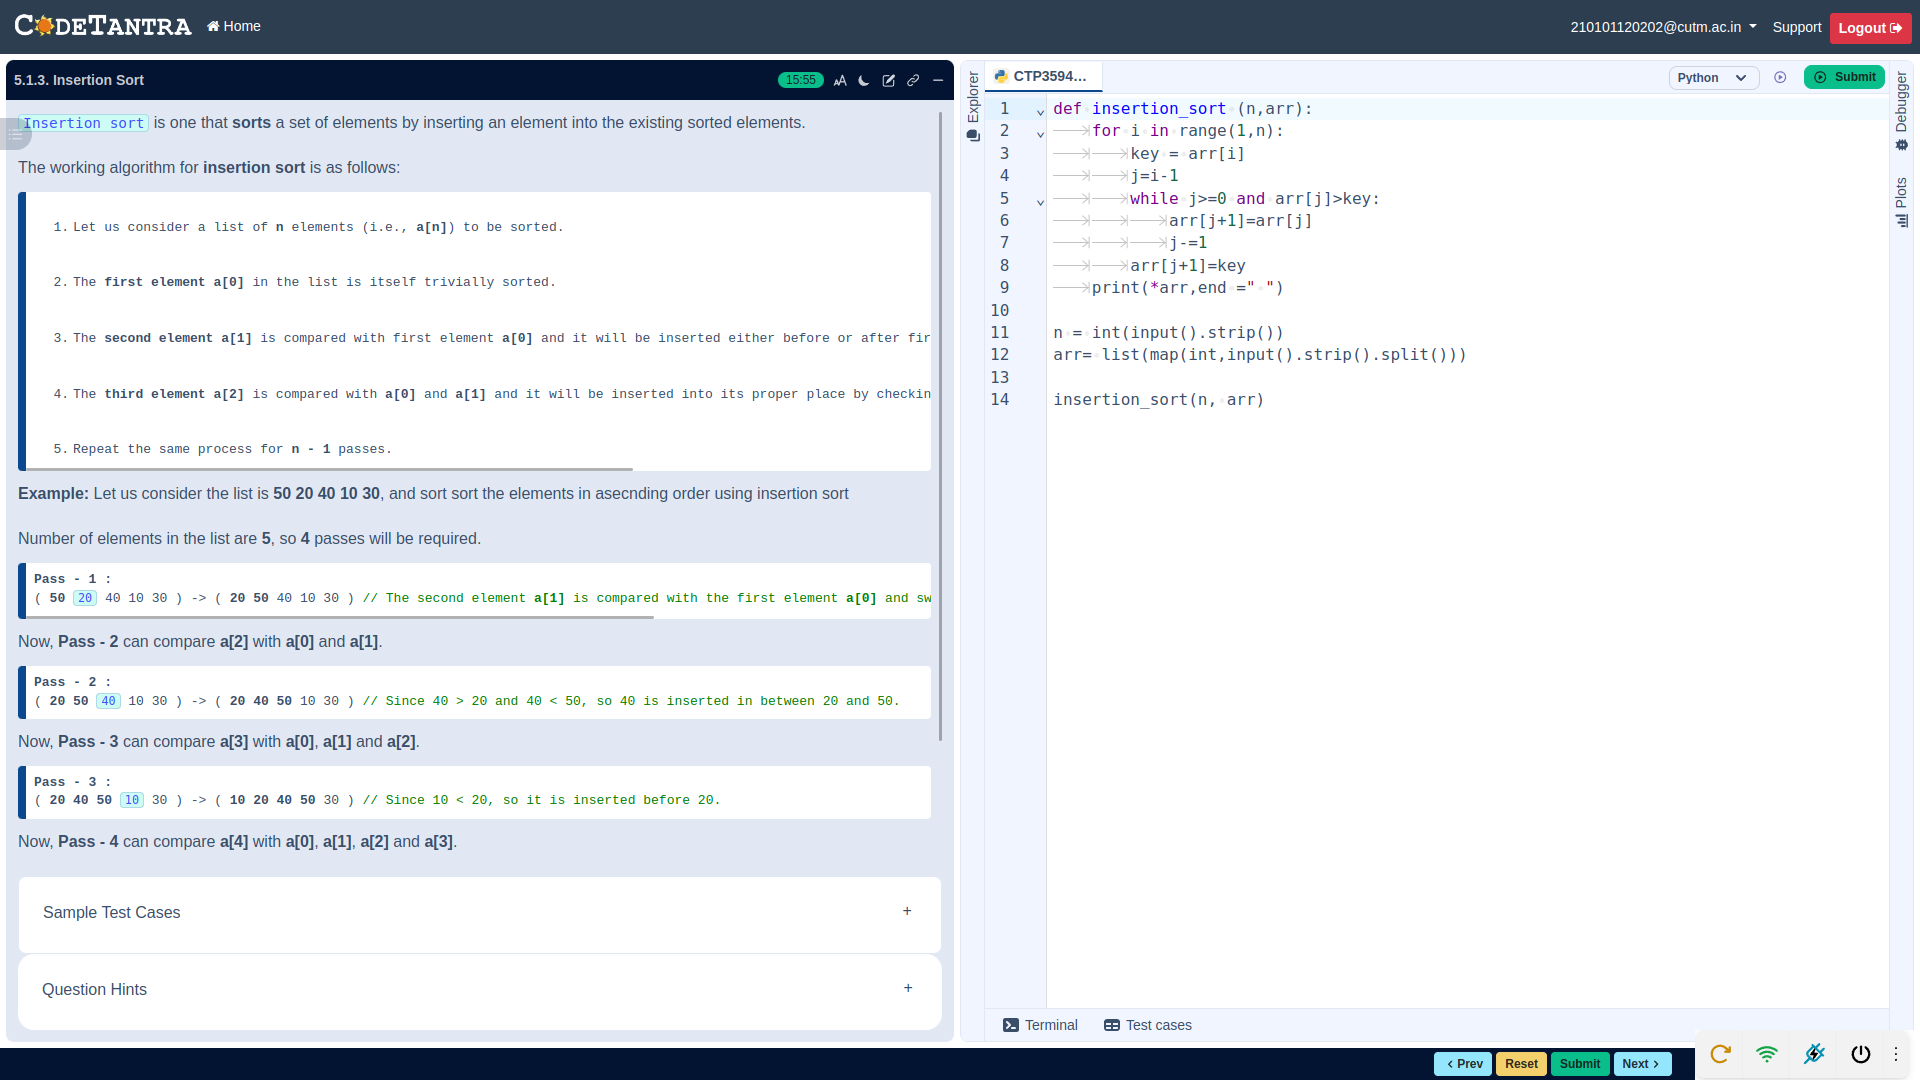 CODETANTRA Home 210101120202@cutm.ac.in Support Logout
5.1.3. Insertion Sort 15:55
Insertion sort is one that sorts a set of elements by inserting an element into the existing sorted elements.
The working algorithm for insertion sort is as follows:
1. Let us consider a list of n elements (i.e., a[n]) to be sorted.
2. The first element a[0] in the list is itself trivially sorted.
3. The second element a[1] is compared with first element a[0] and it will be inserted either before or after fir
4. The third element a[2] is compared with a[0] and a[1] and it will be inserted into its proper place by checkin
5. Repeat the same process for n - 1 passes.
Example: Let us consider the list is 50 20 40 10 30, and sort sort the elements in asecnding order using insertion sort
Number of elements in the list are 5, so 4 passes will be required.
Pass - 1 :
( 50 20 40 10 30 ) -> ( 20 50 40 10 30 ) // The second element a[1] is compared with the first element a[0] and sw
Now, Pass - 2 can compare a[2] with a[0] and a[1].
Pass - 2 :
( 20 50 40 10 30 ) -> ( 20 40 50 10 30 ) // Since 40 > 20 and 40 < 50, so 40 is inserted in between 20 and 50.
Now, Pass - 3 can compare a[3] with a[0], a[1] and a[2].
Pass - 3 :
( 20 40 50 10 30 ) -> ( 10 20 40 50 30 ) // Since 10 < 20, so it is inserted before 20.
Now, Pass - 4 can compare a[4] with a[0], a[1], a[2] and a[3].
Sample Test Cases +
Question Hints +
Explorer
CTP3594... Python Submit
1 def insertion_sort (n,arr):
2 for i in range(1,n):
3 key = arr[i]
4 j=i-1
5 while j>=0 and arr[j]>key:
6 arr[j+1]=arr[j]
7 j-=1
8 arr[j+1]=key
9 print(*arr,end =" ")
10
11 n = int(input().strip())
12 arr= list(map(int,input().strip().split()))
13
14 insertion_sort(n, arr)
Debugger
Plots
Terminal Test cases
Prev Reset Submit Next